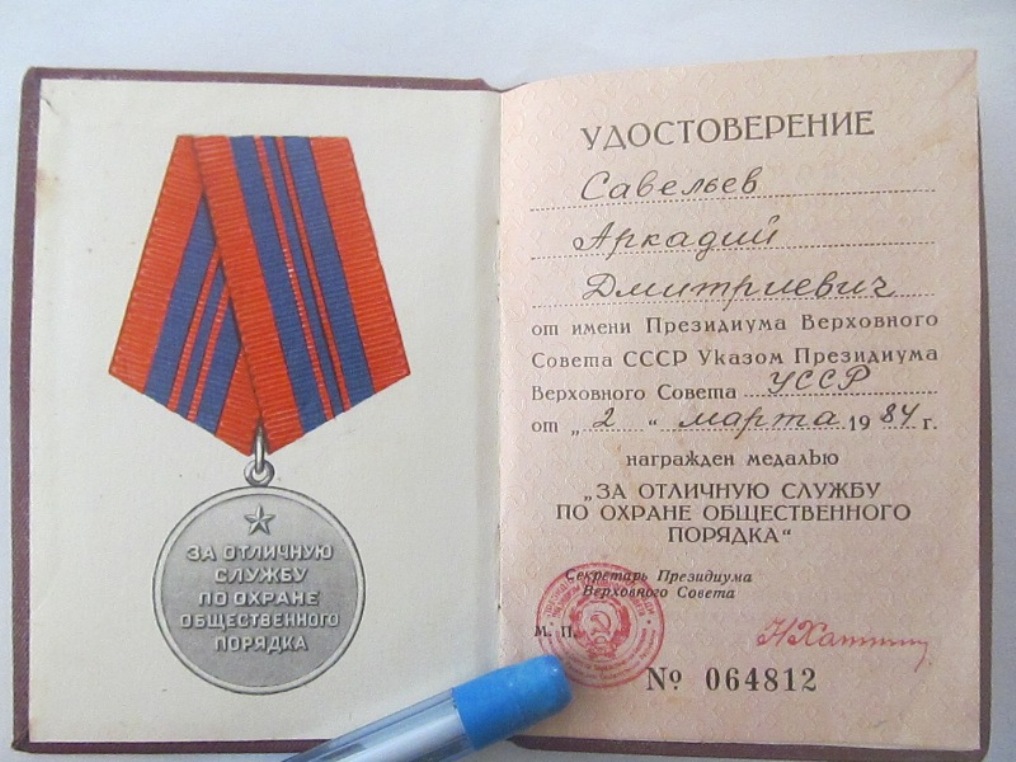 ЗА ОТЛИЧНУЮ
СЛУЖБУ
ПО ОХРАНЕ
ОБЩЕСТВЕННОГО
ПОРЯДКА
УДОСТОВЕРЕНИЕ
Савельев
Аркадий
Дмитриевич
от имени Президиума Верховного
Совета СССР Указом Президиума
Верховного Совета УССР
от „ 2 “ марта 19 84 г.
награжден медалью
„ЗА ОТЛИЧНУЮ СЛУЖБУ
ПО ОХРАНЕ ОБЩЕСТВЕННОГО
ПОРЯДКА“
Секретарь Президиума
Верховного Совета
М. П.
№ 064812